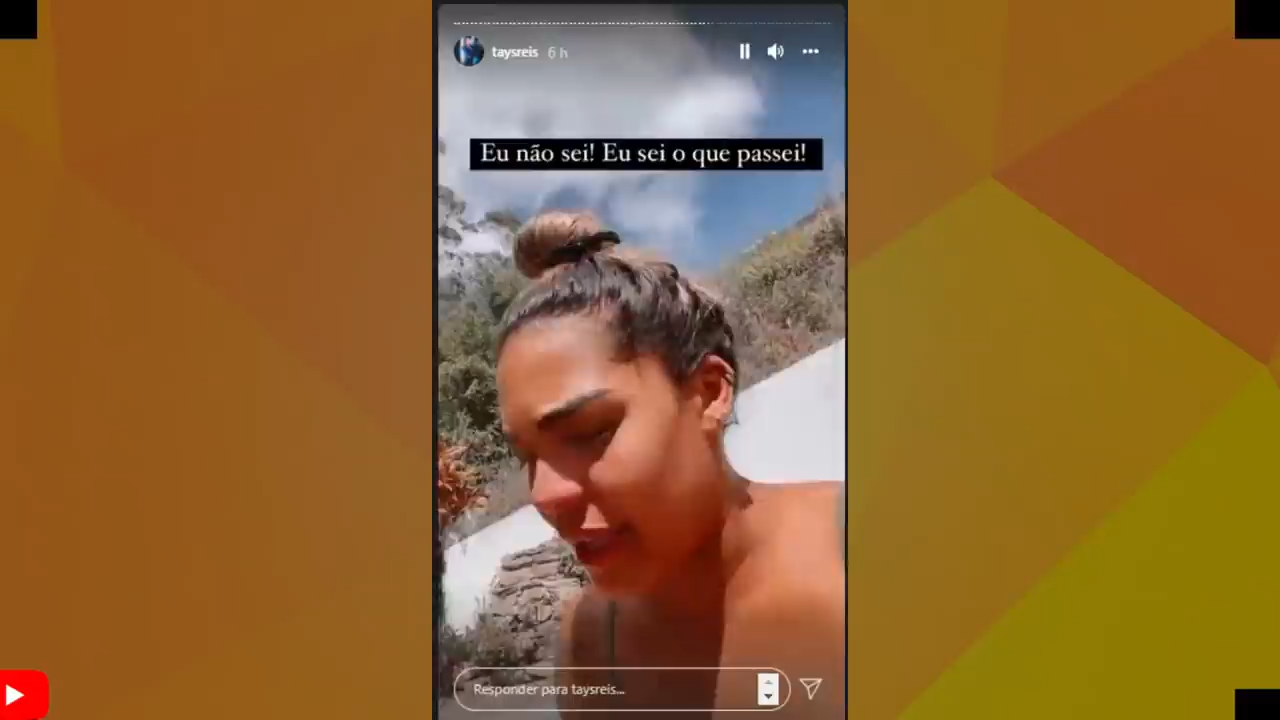 taysreis 6 h
Eu não sei! Eu sei o que passei!
Responder para taysreis...